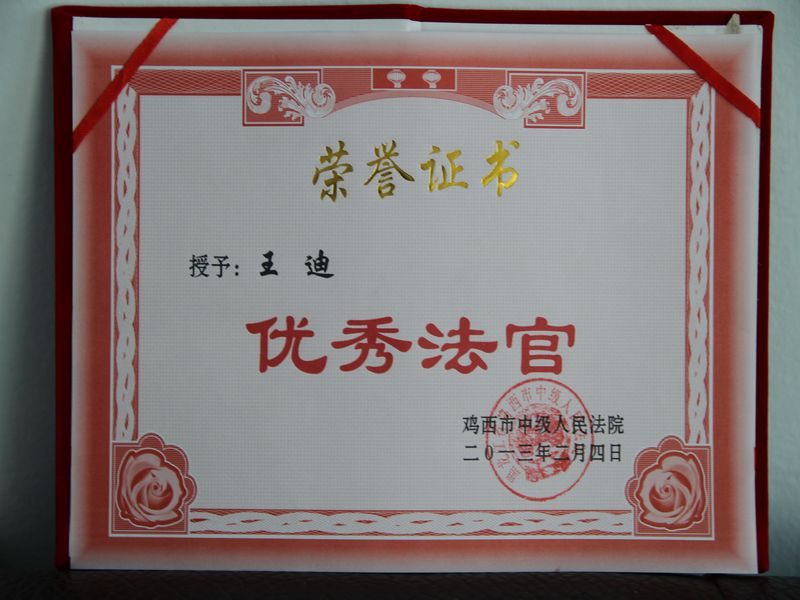 荣誉证书
授予：王迪
优秀法官
鸡西市中级人民法院
二〇一三年二月四日